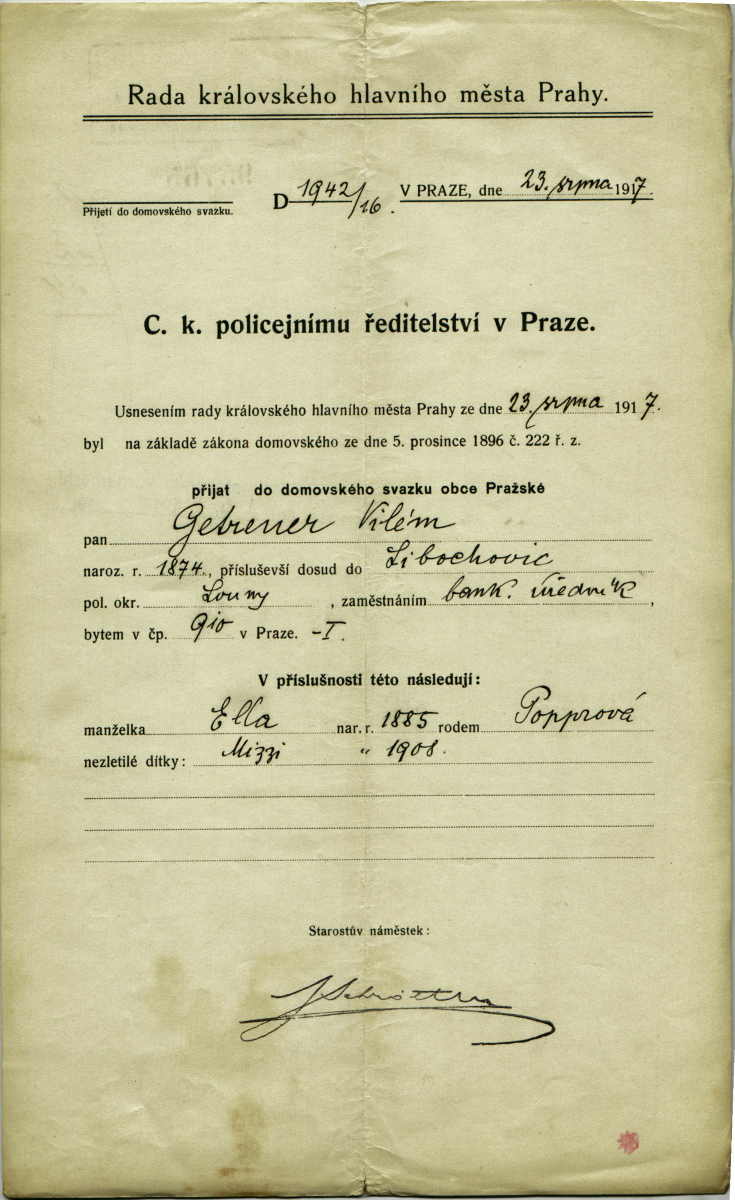 Rada královského hlavního města Prahy.
Přijetí do domovského svazku.
D 1942/16.
V PRAZE, dne 23. srpna 1917.
C. k. policejnímu ředitelství v Praze.
Usnesením rady královského hlavního města Prahy ze dne 23. srpna 1917.
byl na základě zákona domovského ze dne 5. prosince 1896 č. 222 ř. z.
přijat do domovského svazku obce Pražské
pan Getreuer Vilém
naroz. r. 1874., přísluševší dosud do Libochovic
pol. okr. Louny, zaměstnáním bank. úředník,
bytem v čp. 910 v Praze. -I.
V příslušnosti této následují:
manželka Ella nar. r. 1885 rodem Popprová
nezletilé dítky: Mizzi " 1908.
Starostův náměstek: